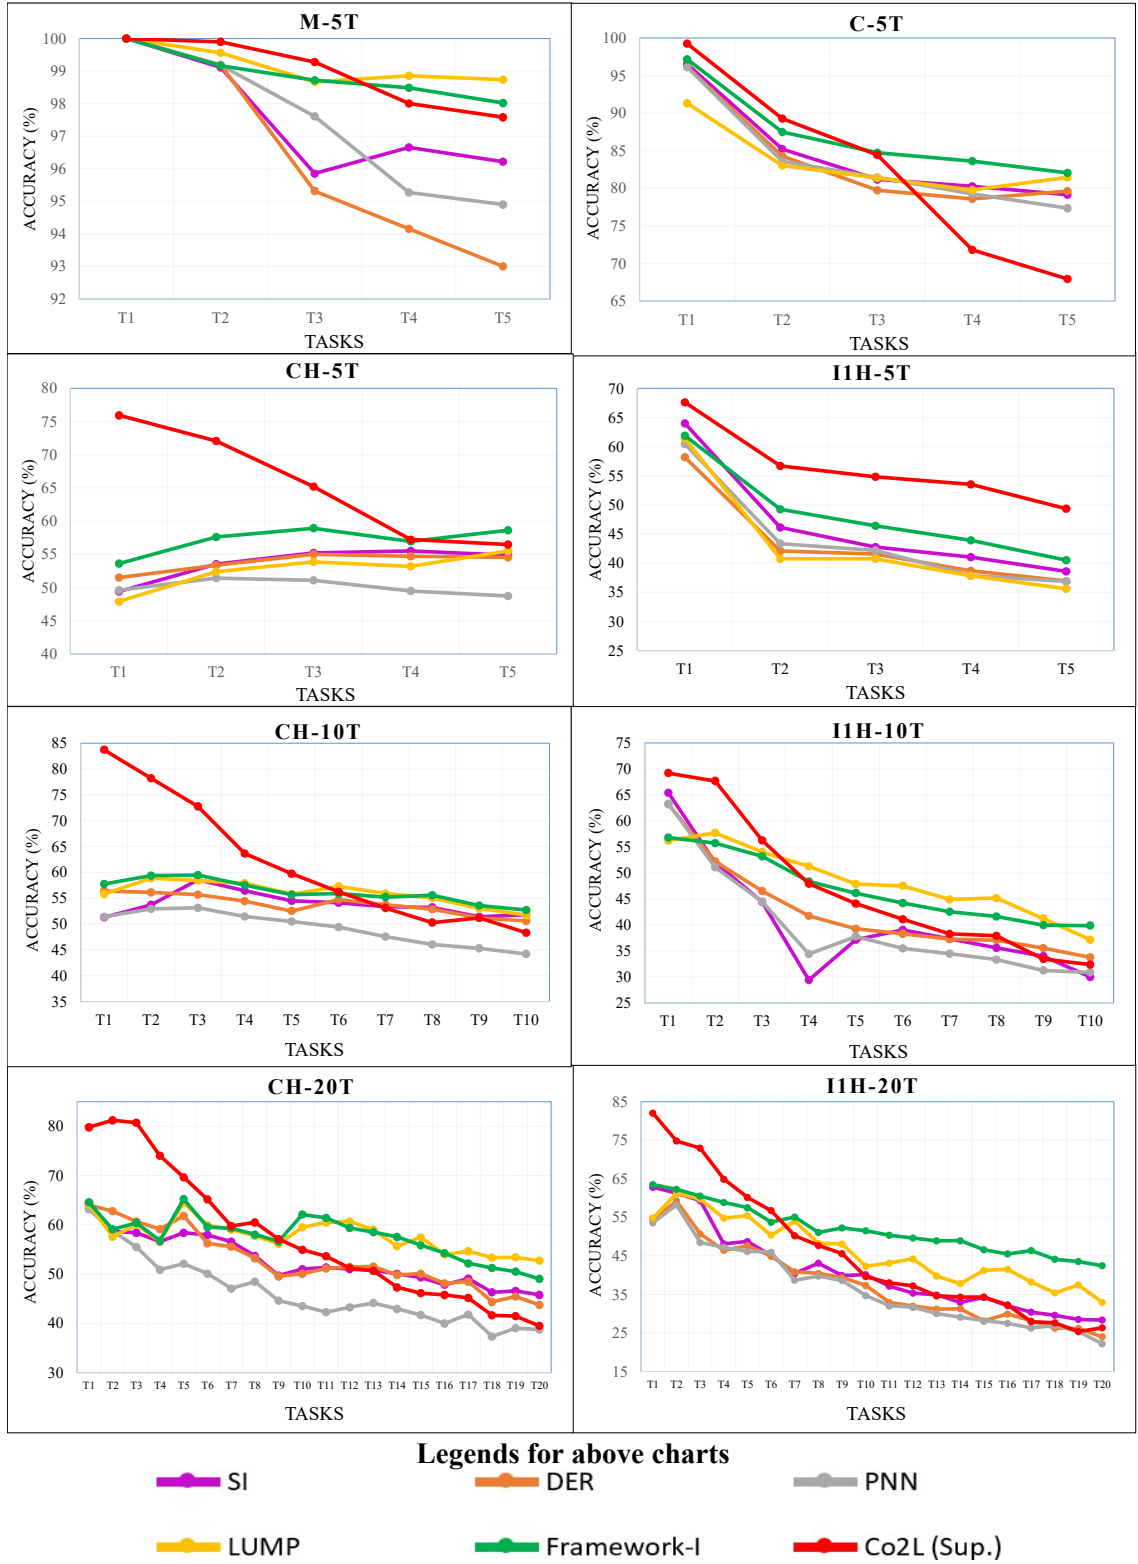 M-5T
100
99
98
97
96
95
94
93
92
ACCURACY (%)
T1 T2 T3 T4 T5
TASKS
C-5T
100
95
90
85
80
75
70
65
ACCURACY (%)
T1 T2 T3 T4 T5
TASKS
CH-5T
80
75
70
65
60
55
50
45
40
ACCURACY (%)
T1 T2 T3 T4 T5
TASKS
I1H-5T
70
65
60
55
50
45
40
35
30
25
ACCURACY (%)
T1 T2 T3 T4 T5
TASKS
CH-10T
85
80
75
70
65
60
55
50
45
40
35
ACCURACY (%)
T1 T2 T3 T4 T5 T6 T7 T8 T9 T10
TASKS
I1H-10T
75
70
65
60
55
50
45
40
35
30
25
ACCURACY (%)
T1 T2 T3 T4 T5 T6 T7 T8 T9 T10
TASKS
CH-20T
80
70
60
50
40
30
ACCURACY (%)
T1 T2 T3 T4 T5 T6 T7 T8 T9 T10 T11 T12 T13 T14 T15 T16 T17 T18 T19 T20
TASKS
I1H-20T
85
75
65
55
45
35
25
15
ACCURACY (%)
T1 T2 T3 T4 T5 T6 T7 T8 T9 T10 T11 T12 T13 T14 T15 T16 T17 T18 T19 T20
TASKS
Legends for above charts
SI DER PNN
LUMP Framework-I Co2L (Sup.)